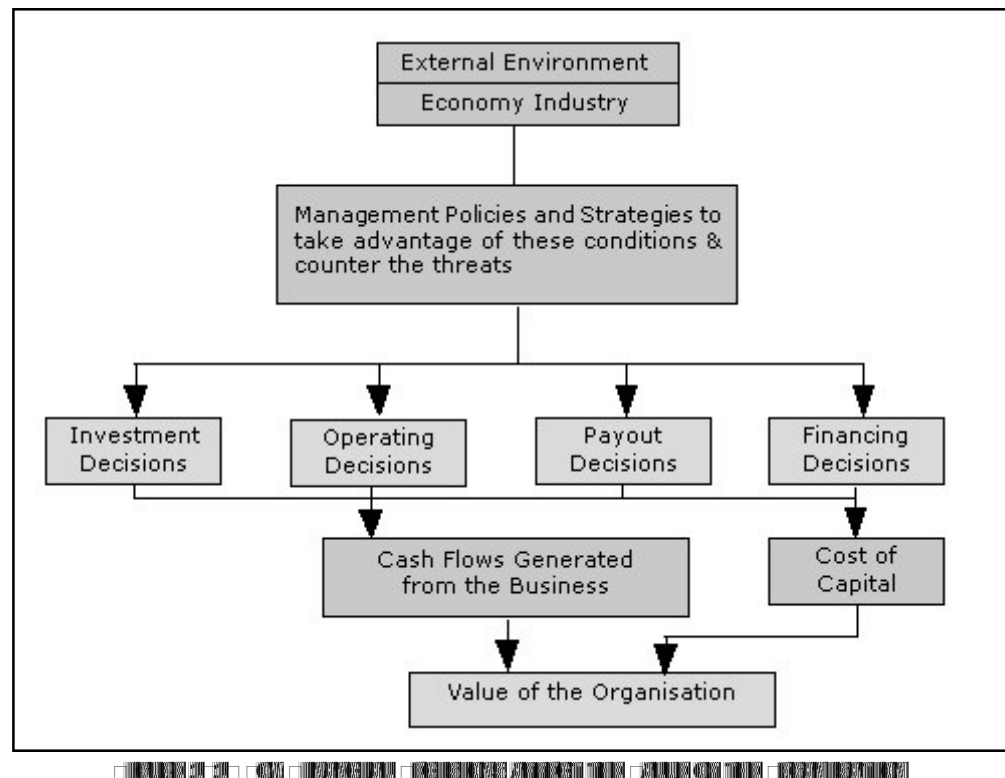 External Environment
Economy Industry
Management Policies and Strategies to
take advantage of these conditions &
counter the threats
Investment
Decisions
Operating
Decisions
Payout
Decisions
Financing
Decisions
Cash Flows Generated
from the Business
Cost of
Capital
Value of the Organisation